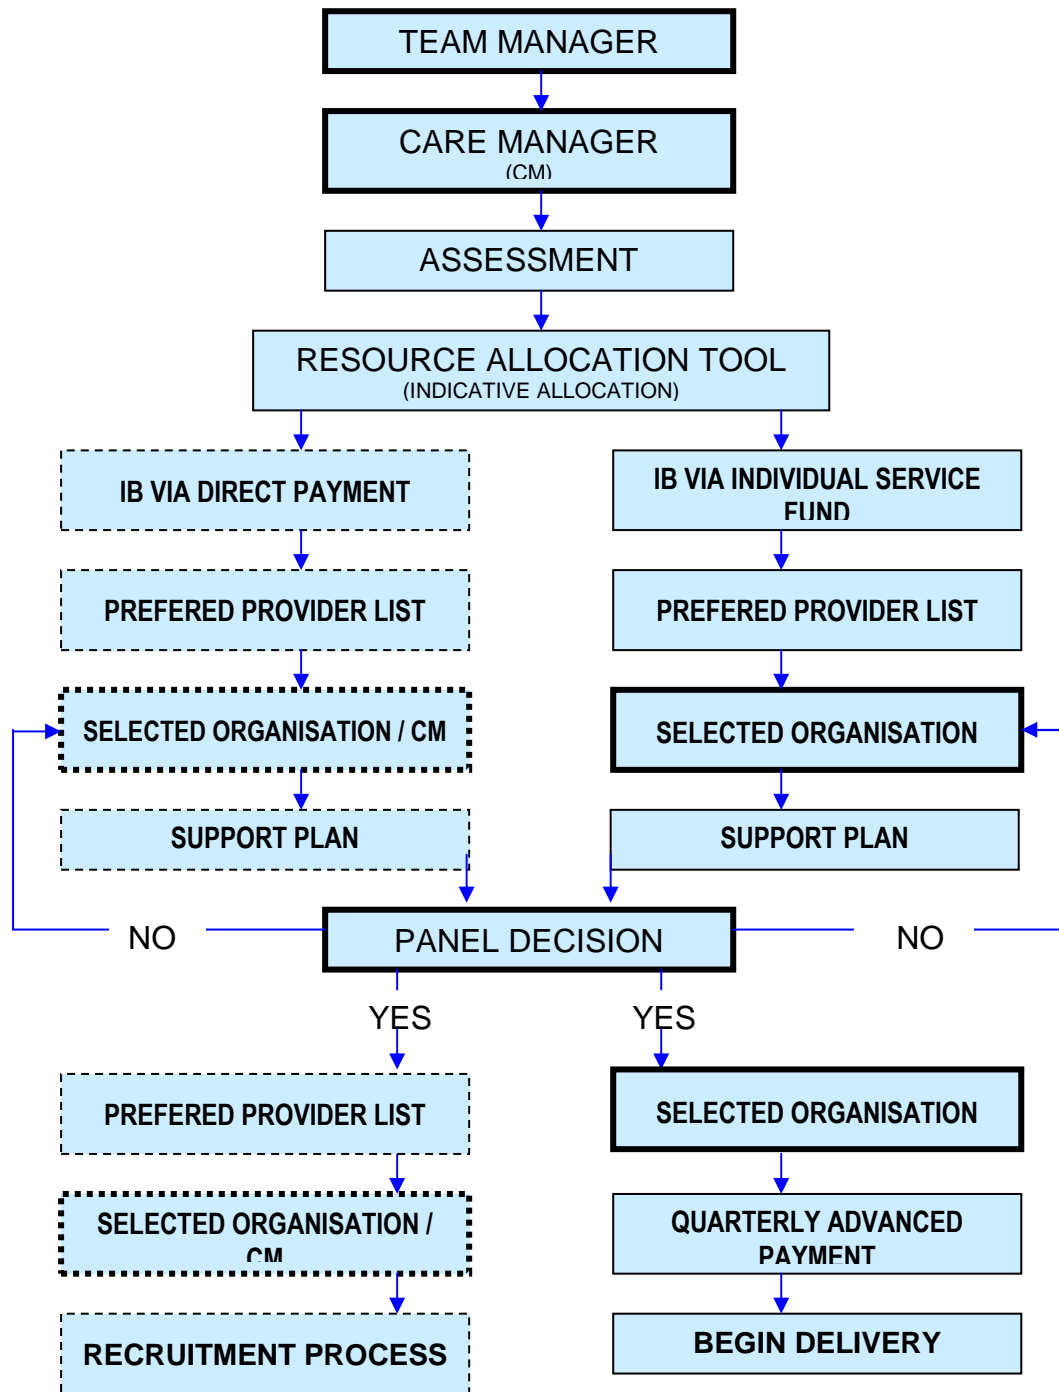 TEAM MANAGER
CARE MANAGER
(CM)
ASSESSMENT
RESOURCE ALLOCATION TOOL
(INDICATIVE ALLOCATION)
IB VIA DIRECT PAYMENT
IB VIA INDIVIDUAL SERVICE
FUND
PREFERED PROVIDER LIST
PREFERED PROVIDER LIST
SELECTED ORGANISATION / CM
SELECTED ORGANISATION
SUPPORT PLAN
SUPPORT PLAN
NO
PANEL DECISION
NO
YES
YES
PREFERED PROVIDER LIST
SELECTED ORGANISATION
SELECTED ORGANISATION /
CM
QUARTERLY ADVANCED
PAYMENT
RECRUITMENT PROCESS
BEGIN DELIVERY